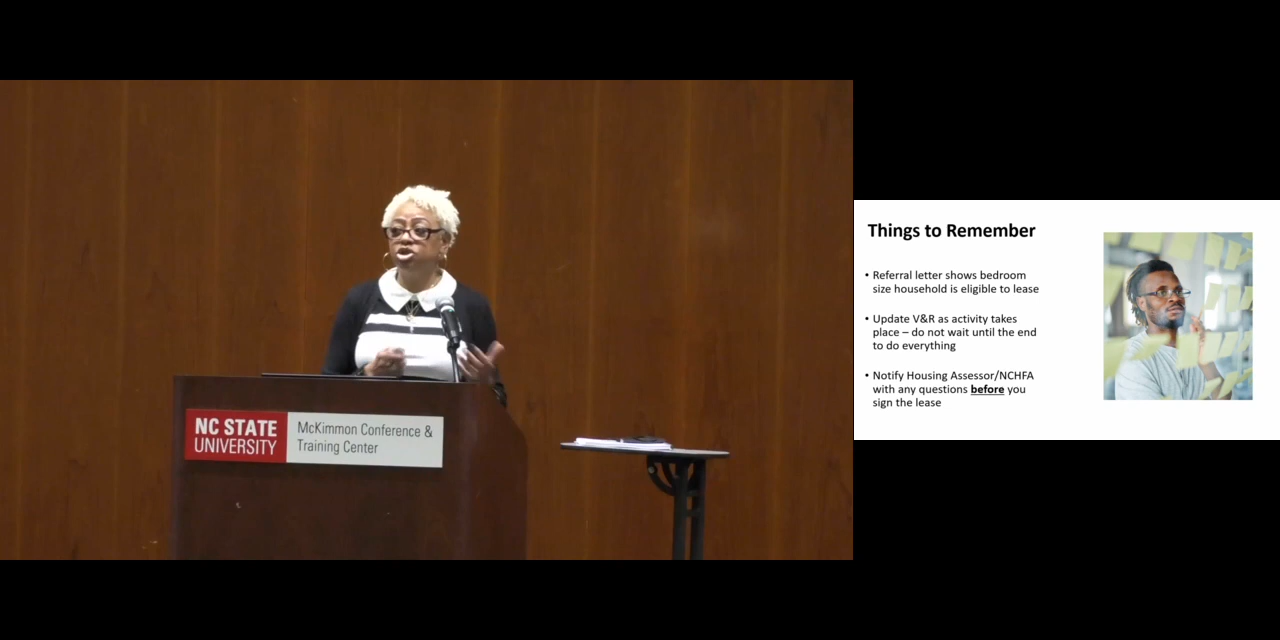 NC STATE
UNIVERSITY
McKimmon Conference &
Training Center
Things to Remember
• Referral letter shows bedroom
size household is eligible to lease
• Update V&R as activity takes
place – do not wait until the end
to do everything
• Notify Housing Assessor/NCHFA
with any questions before you
sign the lease